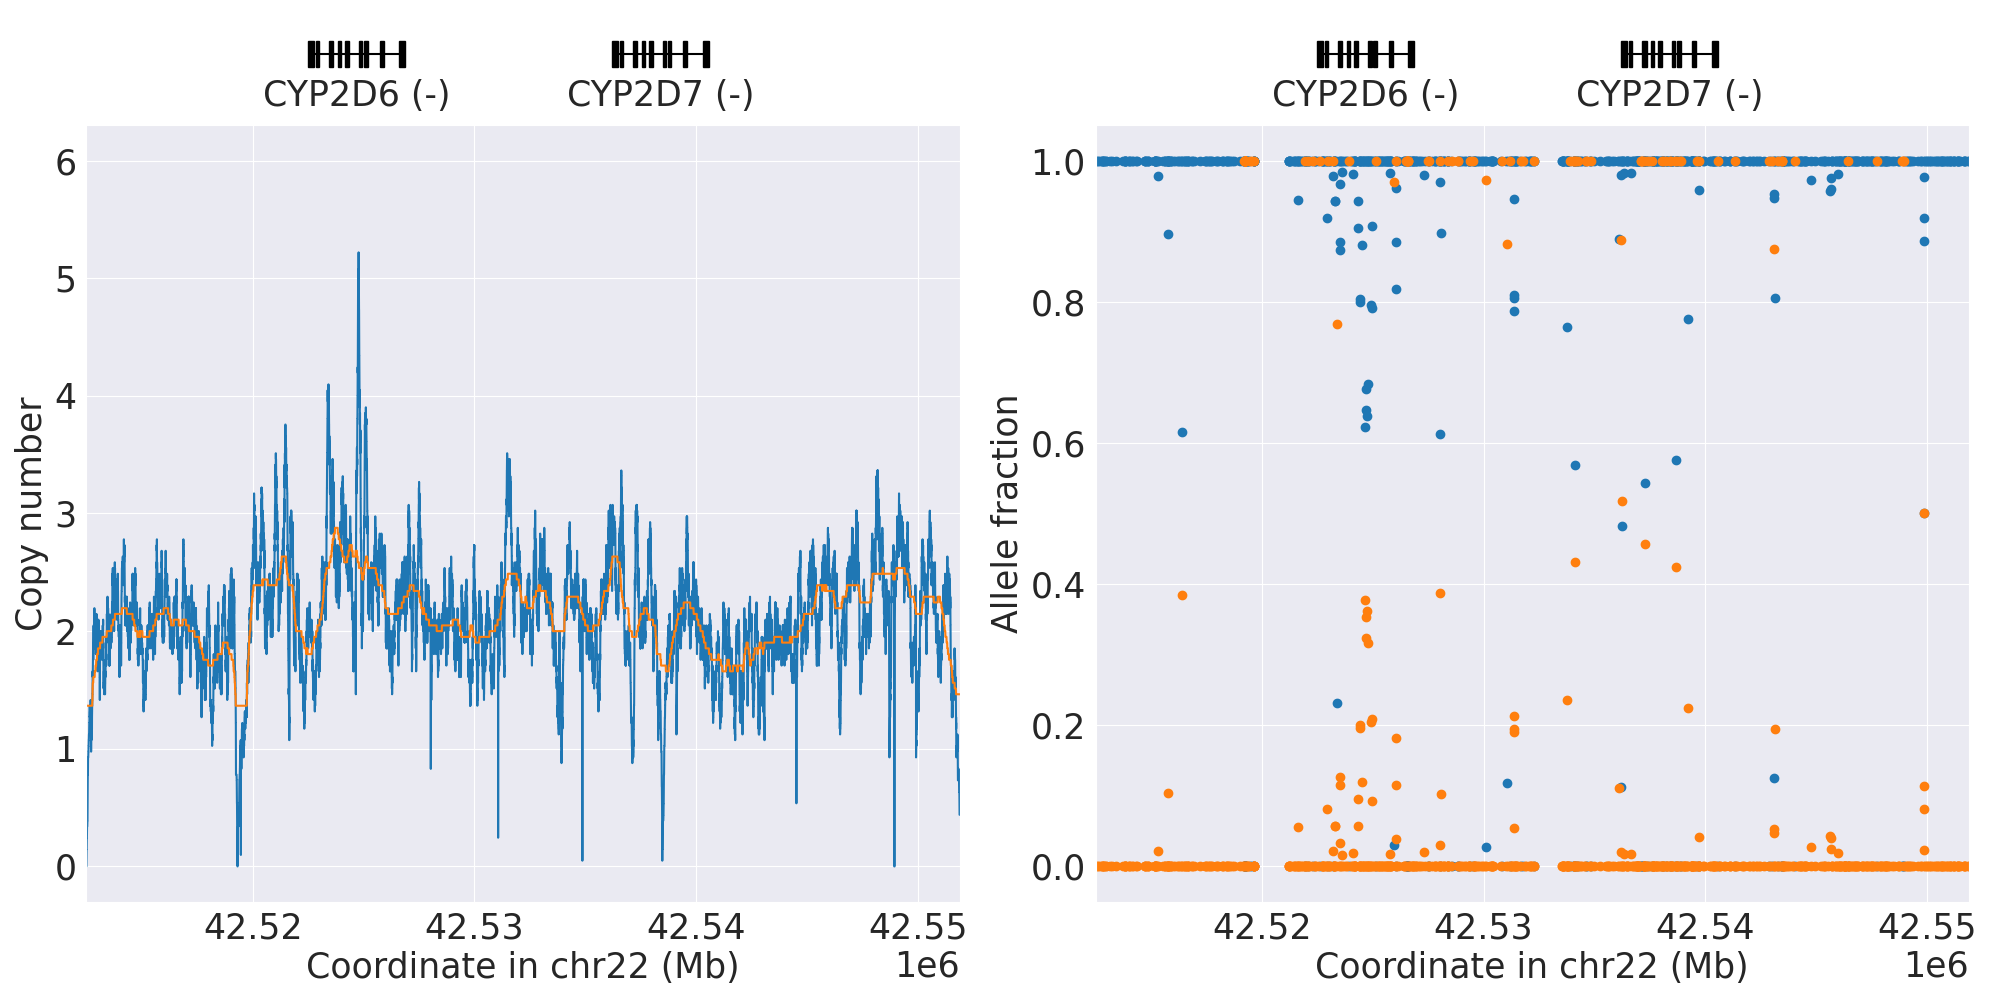 CYP2D6 (-) CYP2D7 (-)
6
5
4
3
2
1
0
Copy number
42.52 42.53 42.54 42.55
1e6
Coordinate in chr22 (Mb)
CYP2D6 (-) CYP2D7 (-)
1.0
0.8
0.6
0.4
0.2
0.0
Allele fraction
42.52 42.53 42.54 42.55
1e6
Coordinate in chr22 (Mb)